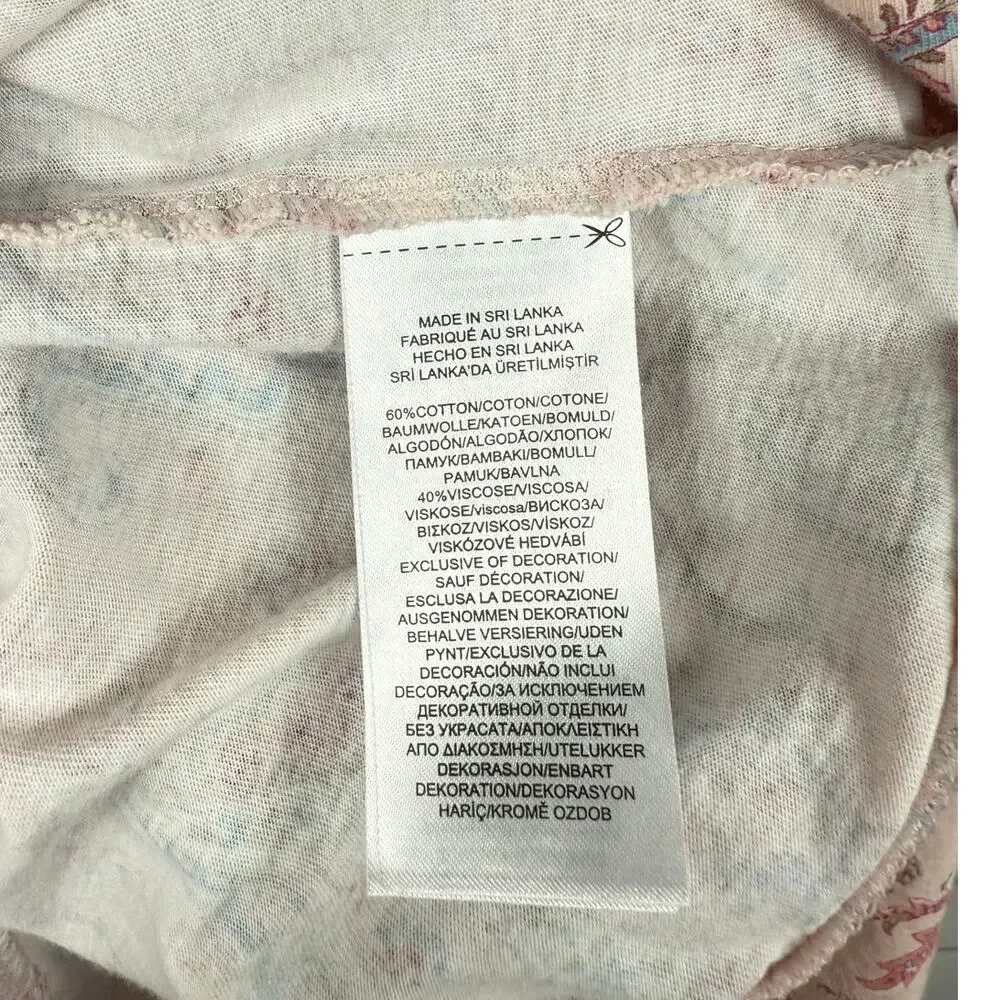 MADE IN SRI LANKA
FABRIQUÉ AU SRI LANKA
HECHO EN SRI LANKA
SRİ LANKA'DA ÜRETİLMİŞTİR
60%COTTON/COTON/COTONE/
BAUMWOLLE/KATOEN/BOMULD/
ALGODÓN/ALGODÃO/ХЛОПОК/
ПАМУК/ΒΑΜΒΑΚΙ/BOMULL/
PAMUK/BAVLNA
40%VISCOSE/VISCOSA/
VISKOSE/viscosa/ВИСКОЗА/
ΒΙΣΚΟΖ/VISKOS/VİSKOZ/
VISKÓZOVÉ HEDVÁBÍ
EXCLUSIVE OF DECORATION/
SAUF DÉCORATION/
ESCLUSA LA DECORAZIONE/
AUSGENOMMEN DEKORATION/
BEHALVE VERSIERING/UDEN
PYNT/EXCLUSIVO DE LA
DECORACIÓN/NÃO INCLUI
DECORAÇÃO/ЗА ИСКЛЮЧЕНИЕМ
ДЕКОРАТИВНОЙ ОТДЕЛКИ/
БЕЗ УКРАСАТА/ΑΠΟΚΛΕΙΣΤΙΚΗ
ΑΠΟ ΔΙΑΚΟΣΜΗΣΗ/UTELUKKER
DEKORASJON/ENBART
DEKORATION/DEKORASYON
HARİÇ/KROMĚ OZDOB